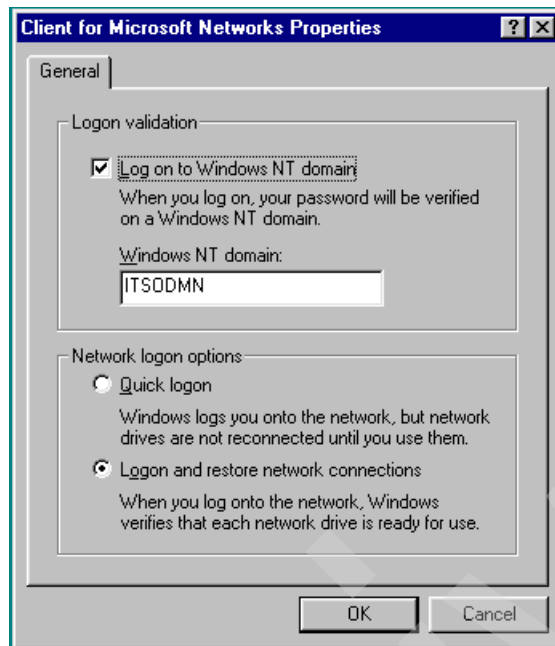 Client for Microsoft Networks Properties
General
Logon validation
Log on to Windows NT domain
When you log on, your password will be verified
on a Windows NT domain.
Windows NT domain:
ITSODMN
Network logon options
Quick logon
Windows logs you onto the network, but network
drives are not reconnected until you use them.
Logon and restore network connections
When you log onto the network, Windows
verifies that each network drive is ready for use.
OK Cancel